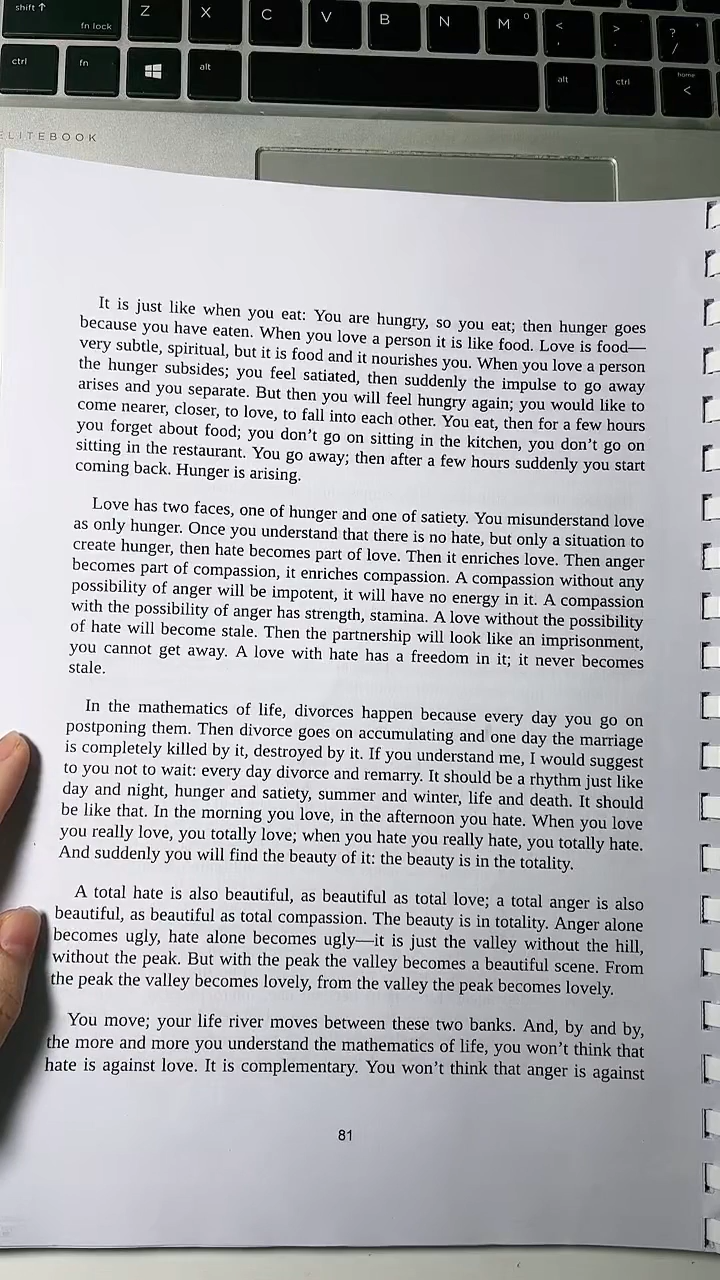 shift ↑
fn lock
Z
X
C
V
B
N
M
<
,
>
.
?
/
ctrl
fn
alt
alt
ctrl
home
<
ELITEBOOK
It is just like when you eat: You are hungry, so you eat; then hunger goes
because you have eaten. When you love a person it is like food. Love is food—
very subtle, spiritual, but it is food and it nourishes you. When you love a person
the hunger subsides; you feel satiated, then suddenly the impulse to go away
arises and you separate. But then you will feel hungry again; you would like to
come nearer, closer, to love, to fall into each other. You eat, then for a few hours
you forget about food; you don’t go on sitting in the kitchen, you don’t go on
sitting in the restaurant. You go away; then after a few hours suddenly you start
coming back. Hunger is arising.
Love has two faces, one of hunger and one of satiety. You misunderstand love
as only hunger. Once you understand that there is no hate, but only a situation to
create hunger, then hate becomes part of love. Then it enriches love. Then anger
becomes part of compassion, it enriches compassion. A compassion without any
possibility of anger will be impotent, it will have no energy in it. A compassion
with the possibility of anger has strength, stamina. A love without the possibility
of hate will become stale. Then the partnership will look like an imprisonment,
you cannot get away. A love with hate has a freedom in it; it never becomes
stale.
In the mathematics of life, divorces happen because every day you go on
postponing them. Then divorce goes on accumulating and one day the marriage
is completely killed by it, destroyed by it. If you understand me, I would suggest
to you not to wait: every day divorce and remarry. It should be a rhythm just like
day and night, hunger and satiety, summer and winter, life and death. It should
be like that. In the morning you love, in the afternoon you hate. When you love
you really love, you totally love; when you hate you really hate, you totally hate.
And suddenly you will find the beauty of it: the beauty is in the totality.
A total hate is also beautiful, as beautiful as total love; a total anger is also
beautiful, as beautiful as total compassion. The beauty is in totality. Anger alone
becomes ugly, hate alone becomes ugly—it is just the valley without the hill,
without the peak. But with the peak the valley becomes a beautiful scene. From
the peak the valley becomes lovely, from the valley the peak becomes lovely.
You move; your life river moves between these two banks. And, by and by,
the more and more you understand the mathematics of life, you won’t think that
hate is against love. It is complementary. You won’t think that anger is against
81